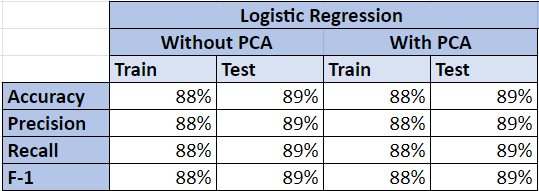 Logistic Regression
Without PCA With PCA
Train Test Train Test
Accuracy 88% 89% 88% 89%
Precision 88% 89% 88% 89%
Recall 88% 89% 88% 89%
F-1 88% 89% 88% 89%